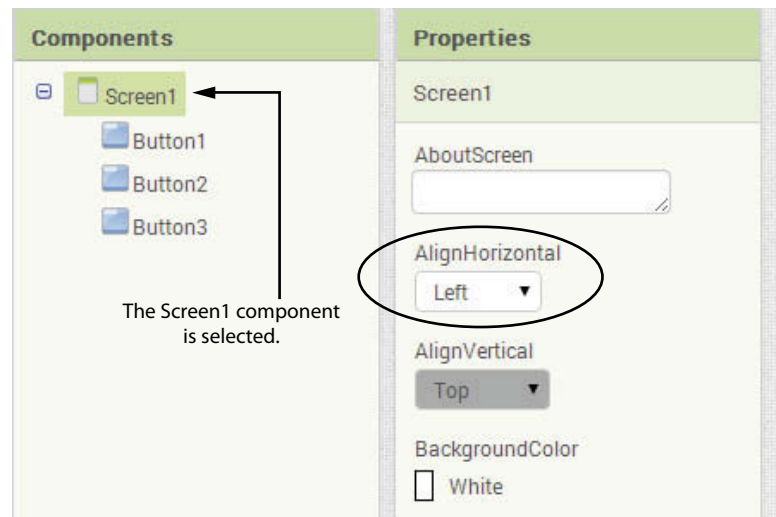 Components
Screen1
Button1
Button2
Button3
The Screen1 component
is selected.
Properties
Screen1
AboutScreen
AlignHorizontal
Left
AlignVertical
Top
BackgroundColor
White